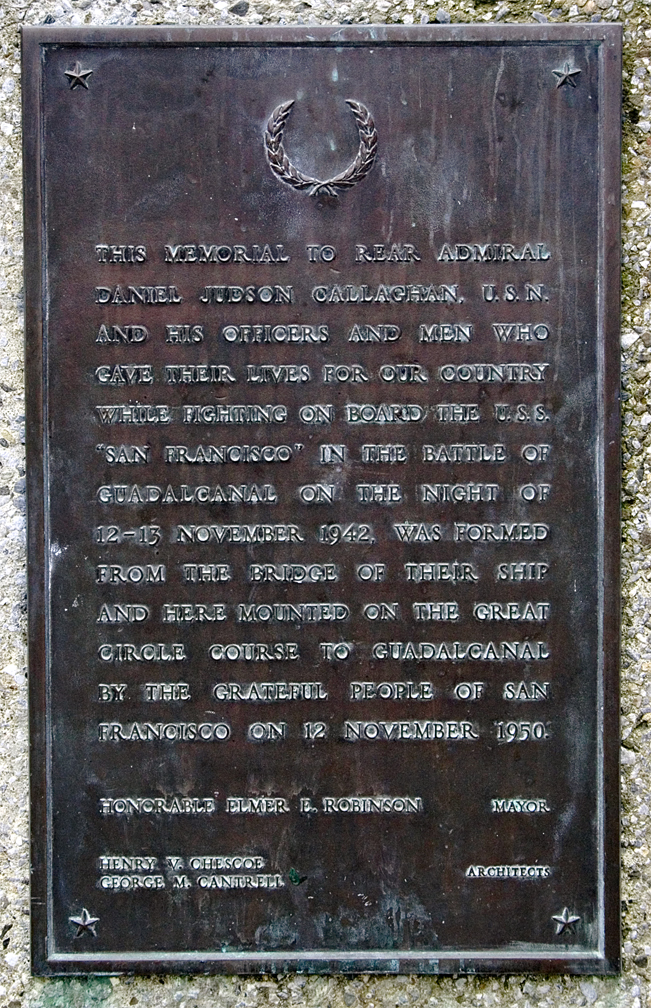 THIS MEMORIAL TO REAR ADMIRAL
DANIEL JUDSON CALLAGHAN, U.S.N.
AND HIS OFFICERS AND MEN WHO
GAVE THEIR LIVES FOR OUR COUNTRY
WHILE FIGHTING ON BOARD THE U.S.S.
"SAN FRANCISCO" IN THE BATTLE OF
GUADALCANAL ON THE NIGHT OF
12-13 NOVEMBER 1942, WAS FORMED
FROM THE BRIDGE OF THEIR SHIP
AND HERE MOUNTED ON THE GREAT
CIRCLE COURSE TO GUADALCANAL
BY THE GRATEFUL PEOPLE OF SAN
FRANCISCO ON 12 NOVEMBER 1950.
HONORABLE ELMER E. ROBINSON MAYOR
HENRY V. CHESCOE
GEORGE M. CANTRELL ARCHITECTS